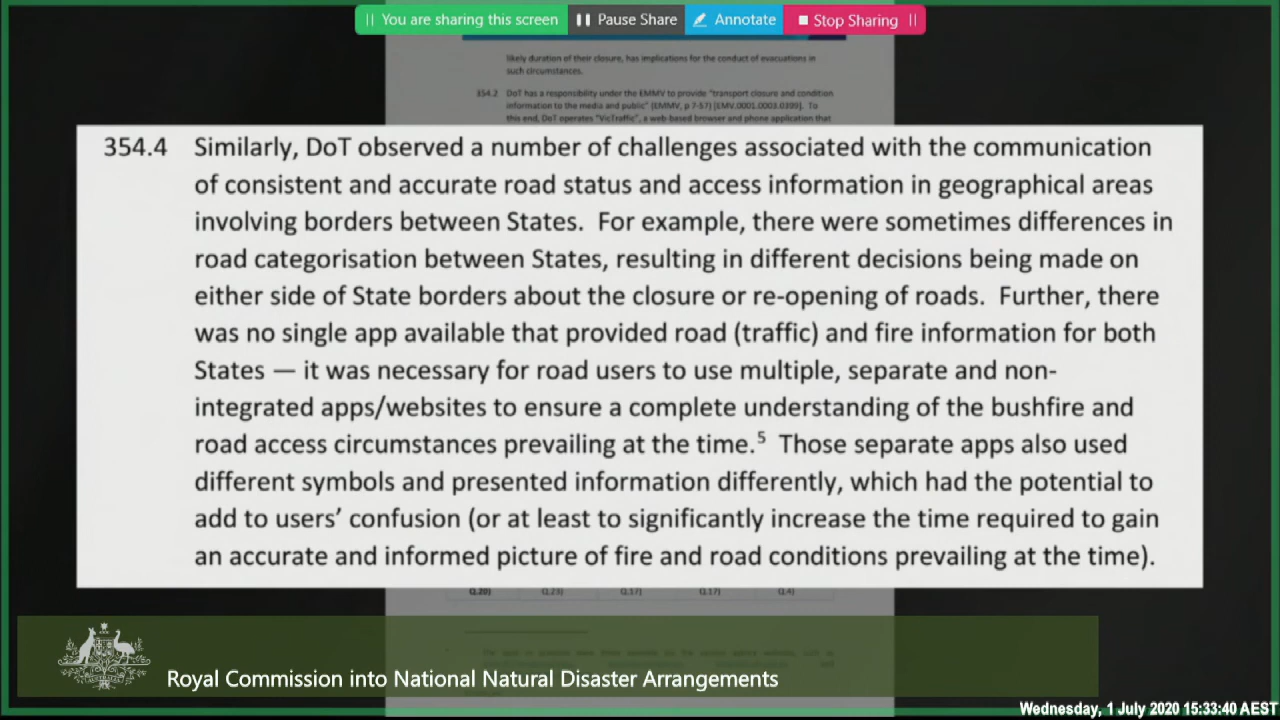 You are sharing this screen
Pause Share
Annotate
Stop Sharing
likely duration of their closure, has implications for the conduct of evacuations in
such circumstances.
354.2 DoT has a responsibility under the EMMV to provide "transport closure and condition
information to the media and public" (EMMV, p 7-57) [EMV.0001.0003.0399]. To
this end, DoT operates "VicTraffic", a web-based browser and phone application that
354.4 Similarly, DoT observed a number of challenges associated with the communication
of consistent and accurate road status and access information in geographical areas
involving borders between States. For example, there were sometimes differences in
road categorisation between States, resulting in different decisions being made on
either side of State borders about the closure or re-opening of roads. Further, there
was no single app available that provided road (traffic) and fire information for both
States — it was necessary for road users to use multiple, separate and non-
integrated apps/websites to ensure a complete understanding of the bushfire and
road access circumstances prevailing at the time.⁵ Those separate apps also used
different symbols and presented information differently, which had the potential to
add to users' confusion (or at least to significantly increase the time required to gain
an accurate and informed picture of fire and road conditions prevailing at the time).
Q.20) Q.23) Q.17) Q.17) Q.4)
Royal Commission into National Natural Disaster Arrangements
Wednesday, 1 July 2020 15:33:40 AEST